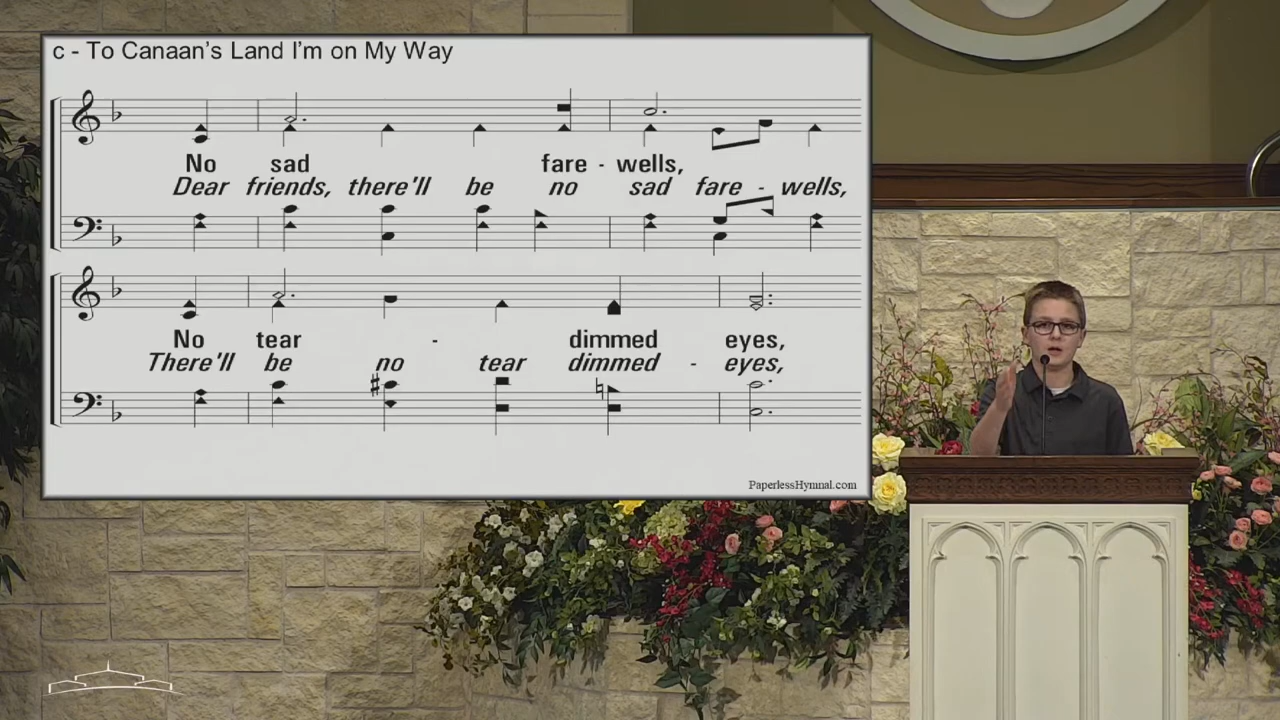 c - To Canaan's Land I'm on My Way
No sad fare - wells,
Dear friends, there'll be no sad fare - wells,
No tear - dimmed eyes,
There'll be no tear dimmed - eyes,
PaperlessHymnal.com